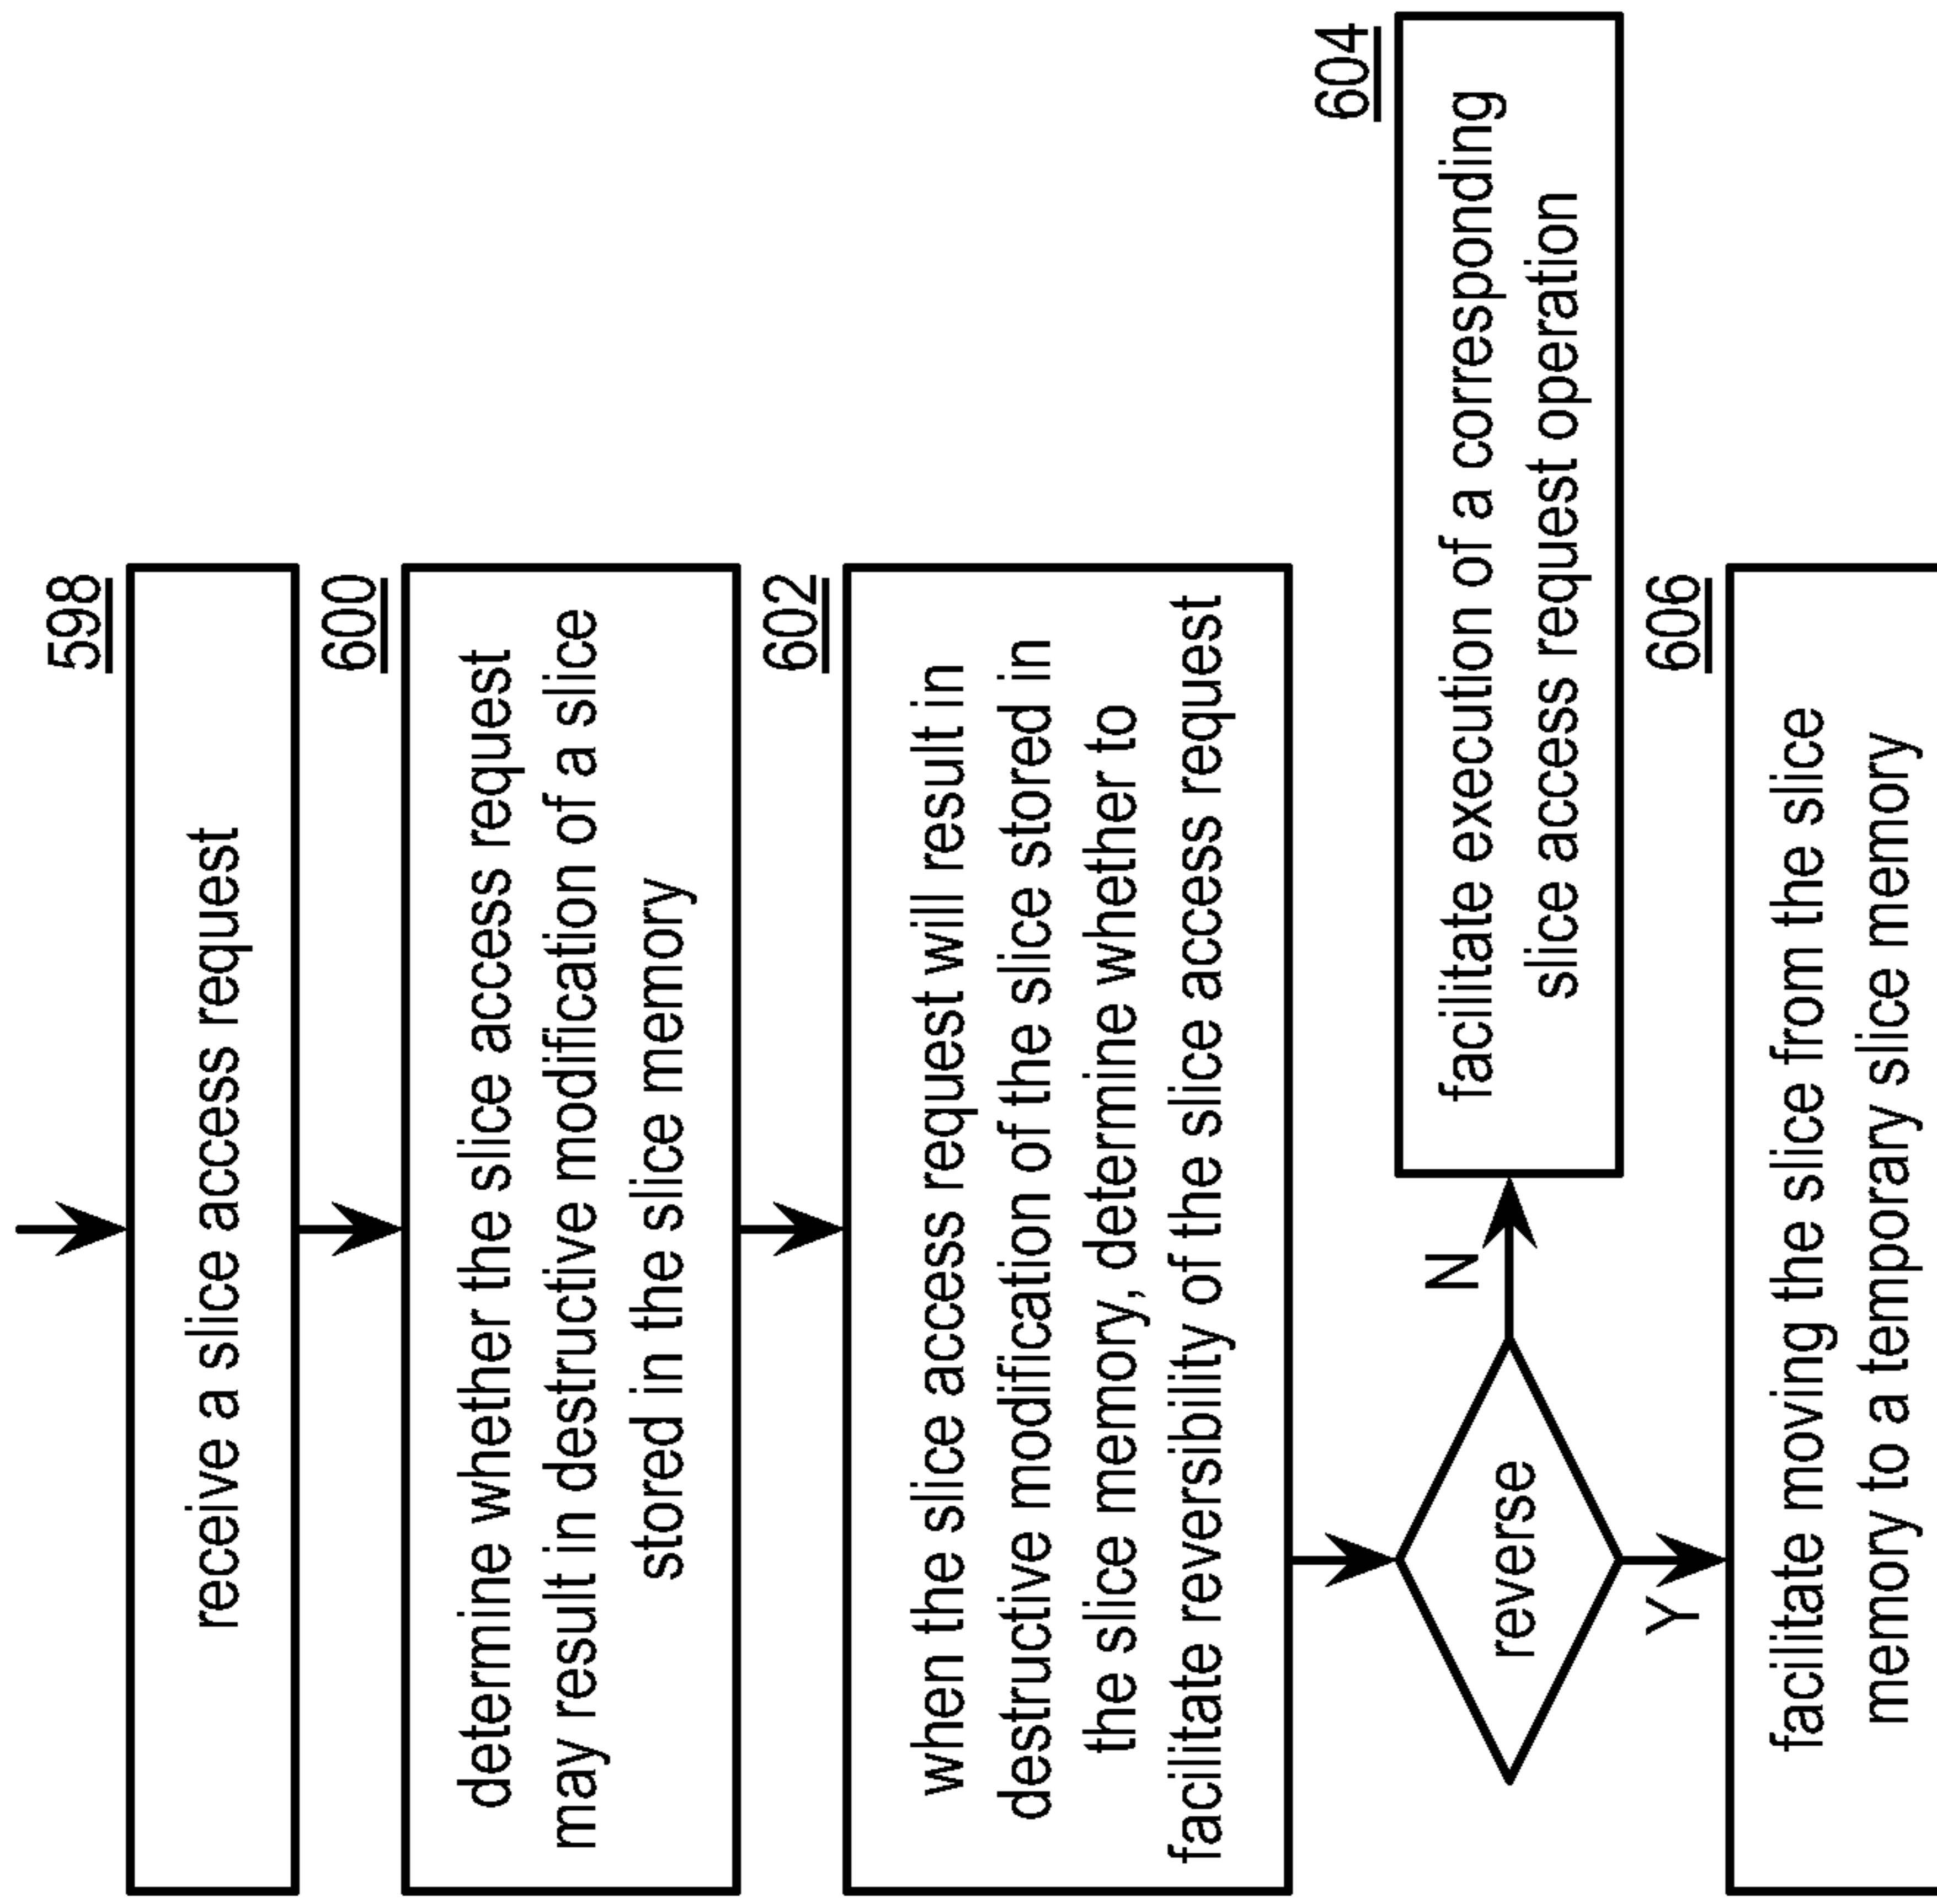 598
receive a slice access request
600
determine whether the slice access request
may result in destructive modification of a slice
stored in the slice memory
602
when the slice access request will result in
destructive modification of the slice stored in
the slice memory, determine whether to
facilitate reversibility of the slice access request
reverse
N
604
facilitate execution of a corresponding
slice access request operation
Y
606
facilitate moving the slice from the slice
memory to a temporary slice memory